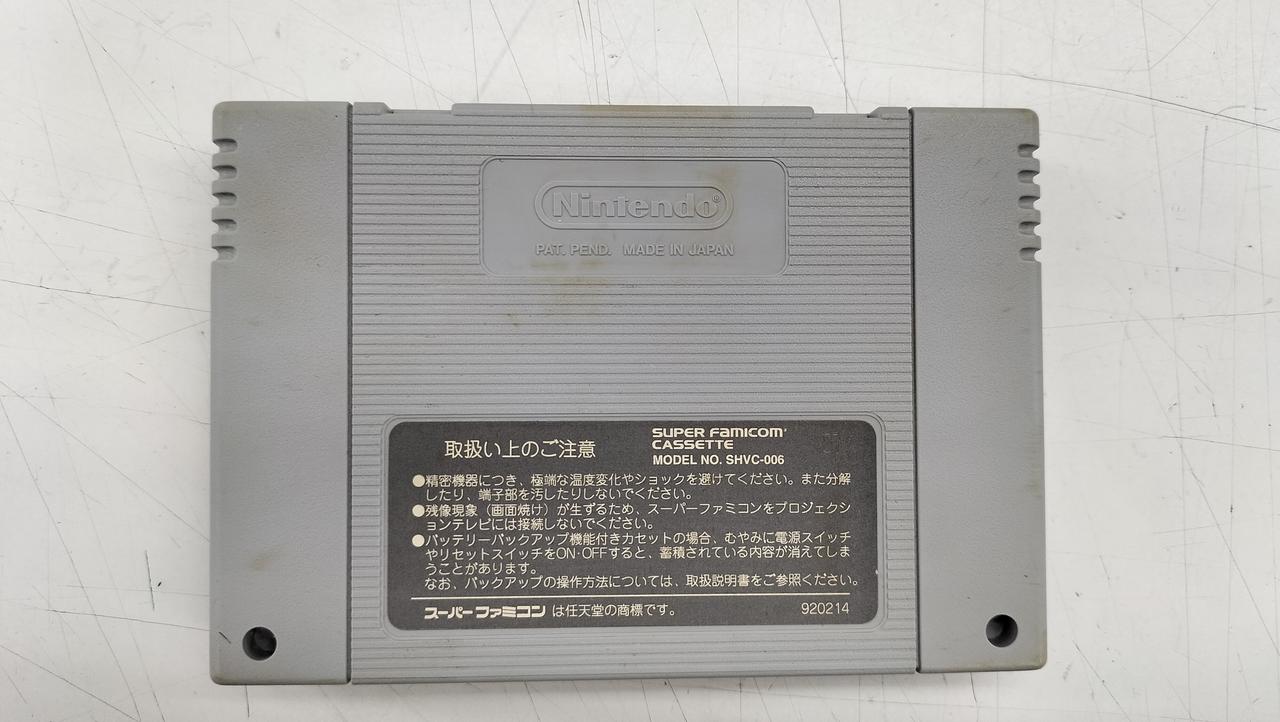 Nintendo®
PAT. PEND. MADE IN JAPAN
取扱い上のご注意
SUPER FAMICOM
CASSETTE
MODEL NO. SHVC-006
●精密機器につき、極端な温度変化やショックを避けてください。また分解
したり、端子部を汚したりしないでください。
●残像現象（画面焼け）が生ずるため、スーパーファミコンをプロジェクシ
ョンテレビには接続しないでください。
●バッテリーバックアップ機能付きカセットの場合、むやみに電源スイッチ
やリセットスイッチをON・OFFすると、蓄積されている内容が消えてしま
うことがあります。
なお、バックアップの操作方法については、取扱説明書をご参照ください。
スーパーファミコン は任天堂の商標です。
920214